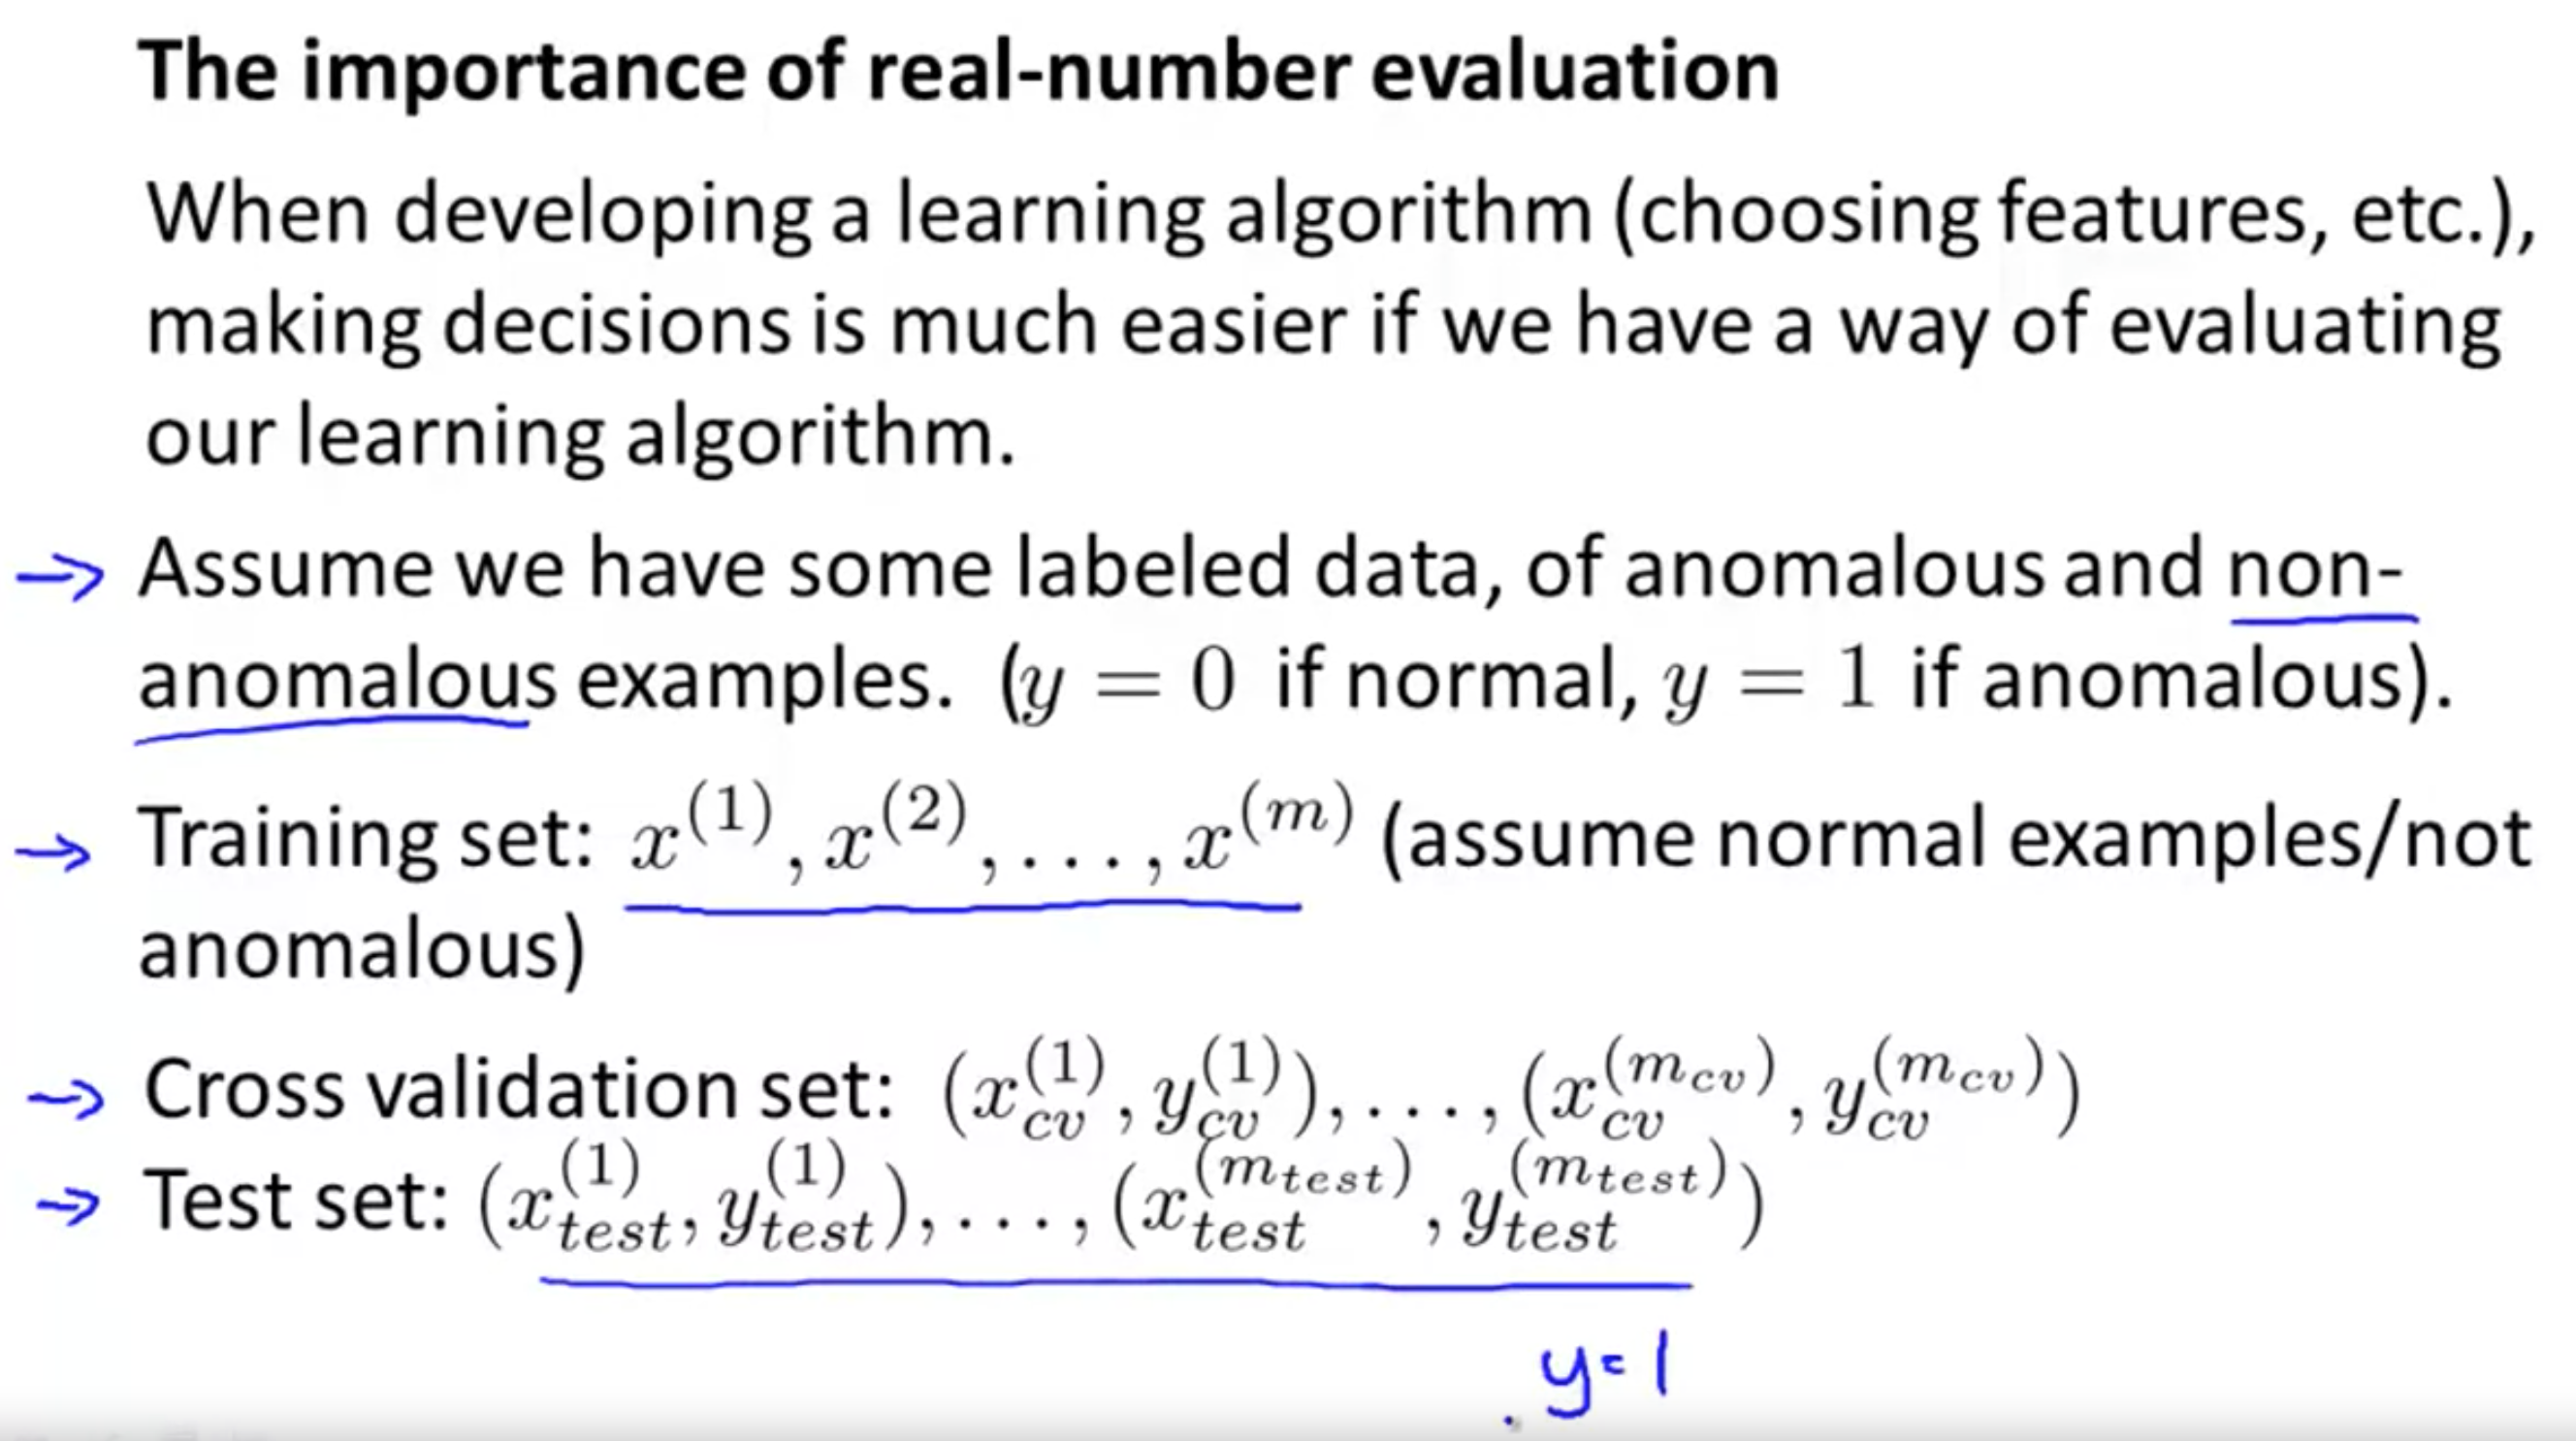 The importance of real-number evaluation
When developing a learning algorithm (choosing features, etc.),
making decisions is much easier if we have a way of evaluating
our learning algorithm.
→ Assume we have some labeled data, of anomalous and non-
anomalous examples. (y = 0 if normal, y = 1 if anomalous).
→ Training set: x^{(1)}, x^{(2)}, . . . , x^{(m)} (assume normal examples/not
anomalous)
→ Cross validation set: (x_{cv}^{(1)}, y_{cv}^{(1)}), . . . , (x_{cv}^{(m_{cv})}, y_{cv}^{(m_{cv})})
→ Test set: (x_{test}^{(1)}, y_{test}^{(1)}), . . . , (x_{test}^{(m_{test})}, y_{test}^{(m_{test})})
y=1